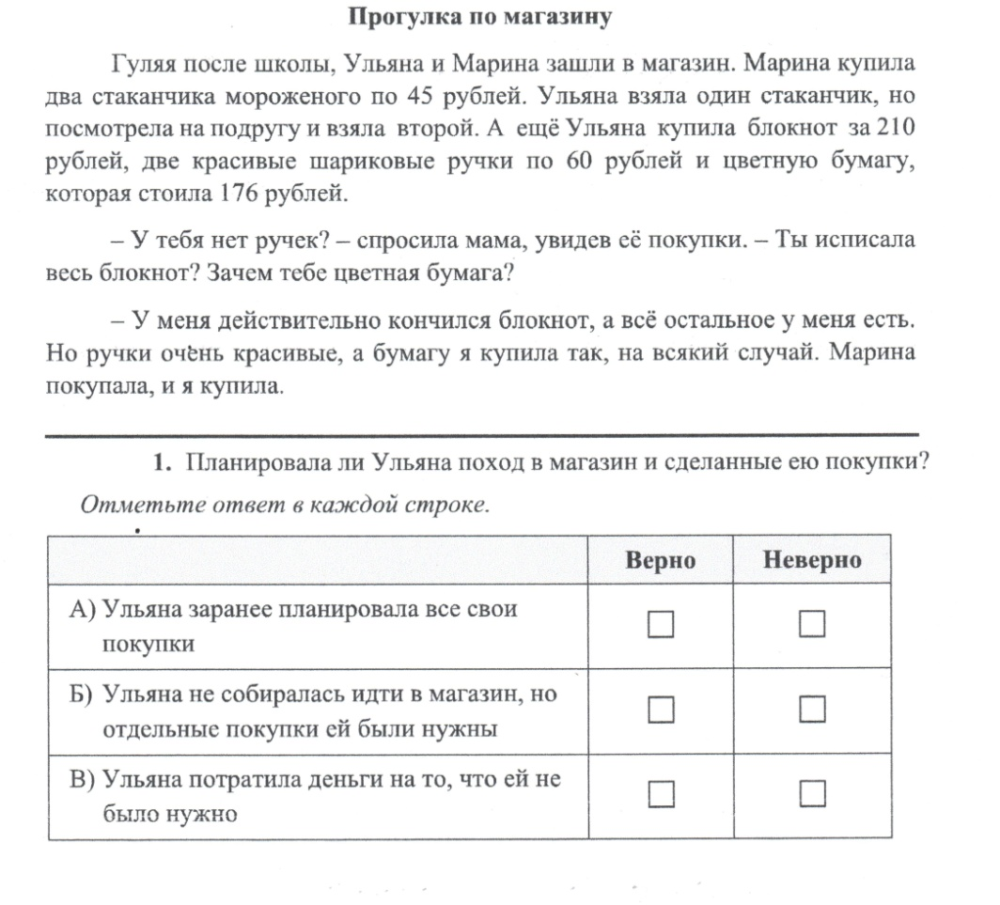 Прогулка по магазину
Гуляя после школы, Ульяна и Марина зашли в магазин. Марина купила
два стаканчика мороженого по 45 рублей. Ульяна взяла один стаканчик, но
посмотрела на подругу и взяла второй. А ещё Ульяна купила блокнот за 210
рублей, две красивые шариковые ручки по 60 рублей и цветную бумагу,
которая стоила 176 рублей.
– У тебя нет ручек? – спросила мама, увидев её покупки. – Ты исписала
весь блокнот? Зачем тебе цветная бумага?
– У меня действительно кончился блокнот, а всё остальное у меня есть.
Но ручки очень красивые, а бумагу я купила так, на всякий случай. Марина
покупала, и я купила.
1. Планировала ли Ульяна поход в магазин и сделанные ею покупки?
Отметьте ответ в каждой строке.
Верно Неверно
А) Ульяна заранее планировала все свои
покупки
Б) Ульяна не собиралась идти в магазин, но
отдельные покупки ей были нужны
В) Ульяна потратила деньги на то, что ей не
было нужно